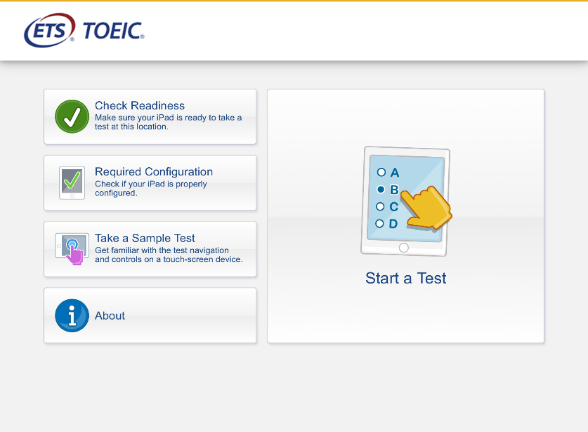 ETS® TOEIC®
Check Readiness
Make sure your iPad is ready to take a
test at this location.
Required Configuration
Check if your iPad is properly
configured.
Take a Sample Test
Get familiar with the test navigation
and controls on a touch-screen device.
i
About
A
B
C
D
Start a Test